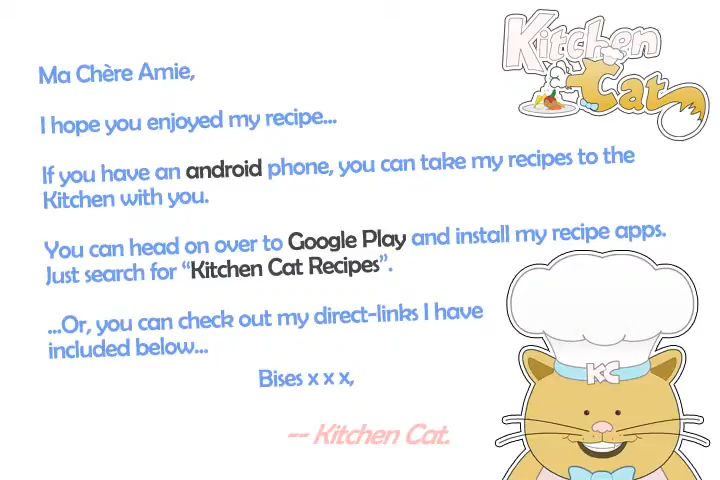 Kitchen
Cat
Ma Chère Amie,
I hope you enjoyed my recipe...
If you have an android phone, you can take my recipes to the
Kitchen with you.
You can head on over to Google Play and install my recipe apps.
Just search for “Kitchen Cat Recipes”.
...Or, you can check out my direct-links I have
included below...
Bises x x x,
-- Kitchen Cat.
KC